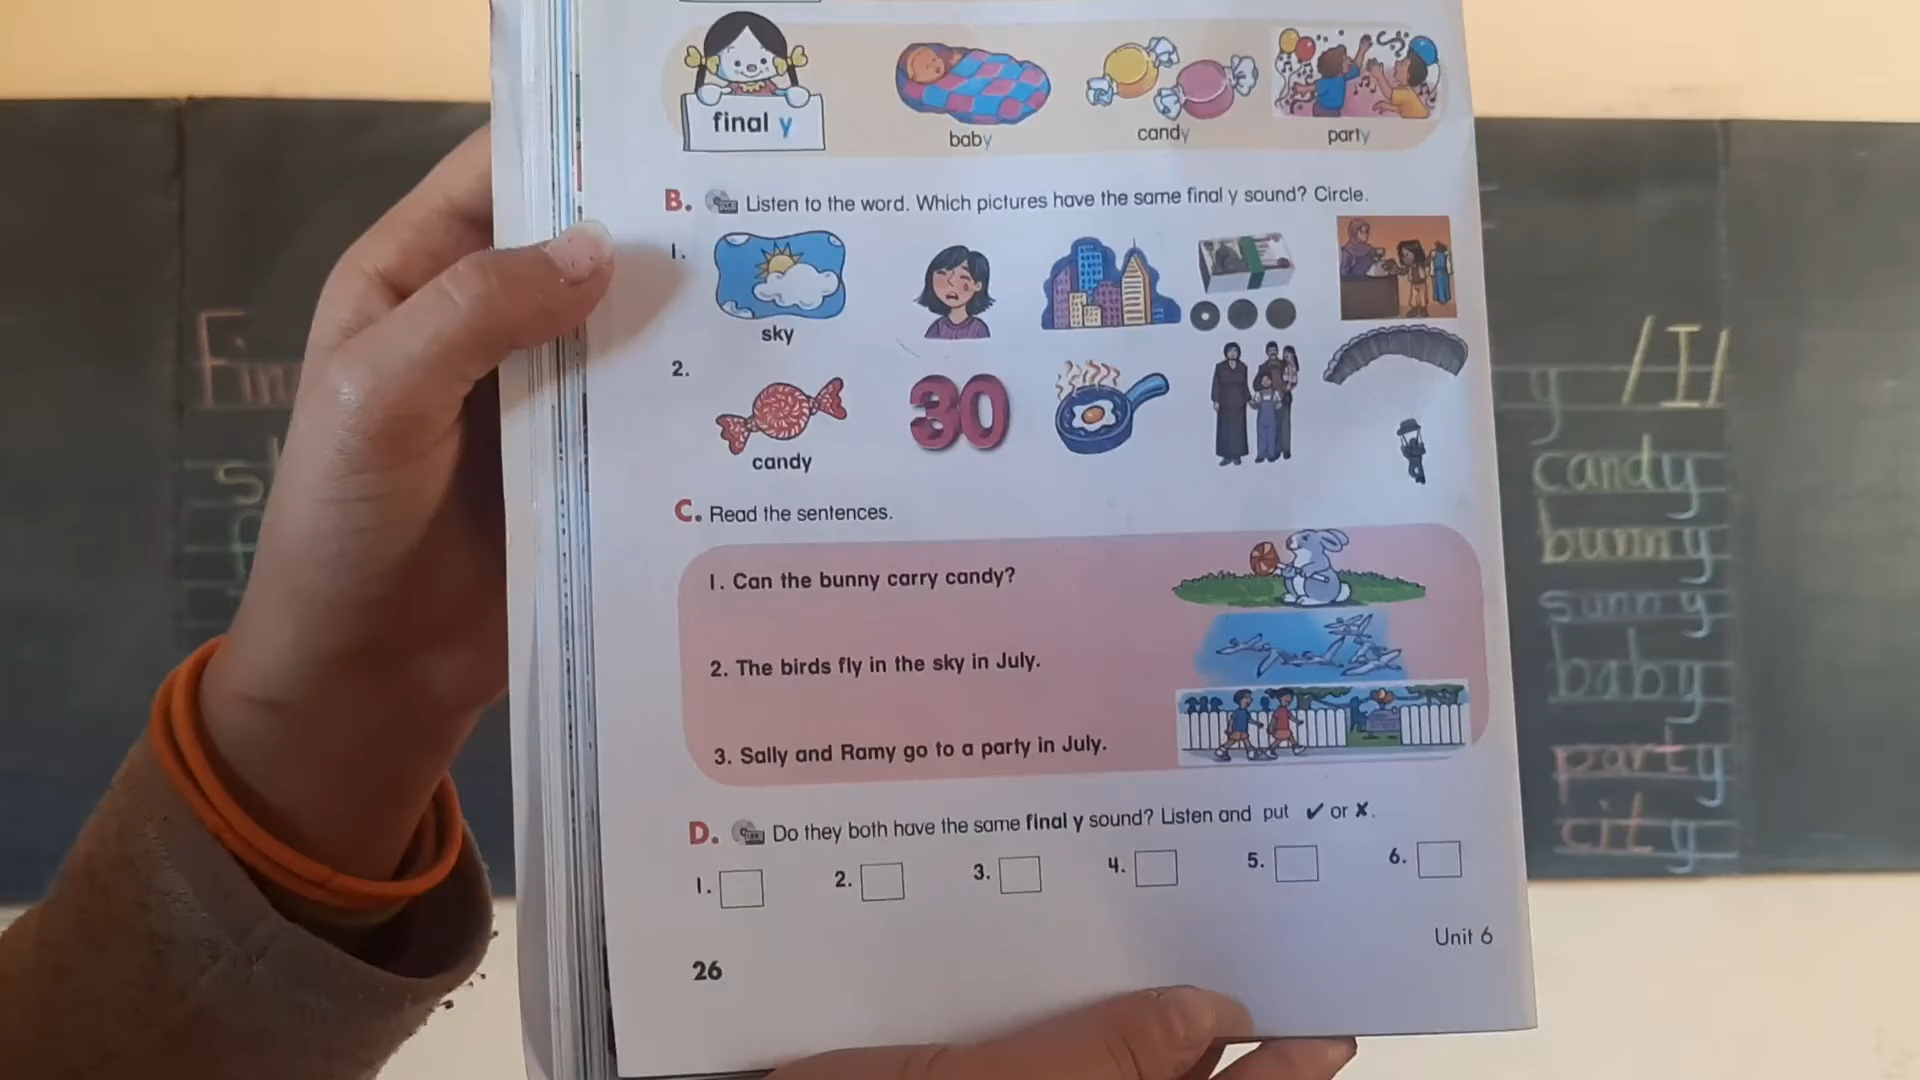 final y
baby
candy
party
B. Listen to the word. Which pictures have the same final y sound? Circle.
1.
sky
2.
30
candy
C. Read the sentences.
1. Can the bunny carry candy?
2. The birds fly in the sky in July.
3. Sally and Ramy go to a party in July.
D. Do they both have the same final y sound? Listen and put ✔ or ✘.
1.
2.
3.
4.
5.
6.
Unit 6
26
y /I/
candy
bunny
sunny
baby
party
city